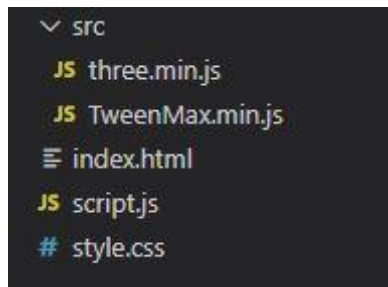 src
JS three.min.js
JS TweenMax.min.js
index.html
JS script.js
# style.css